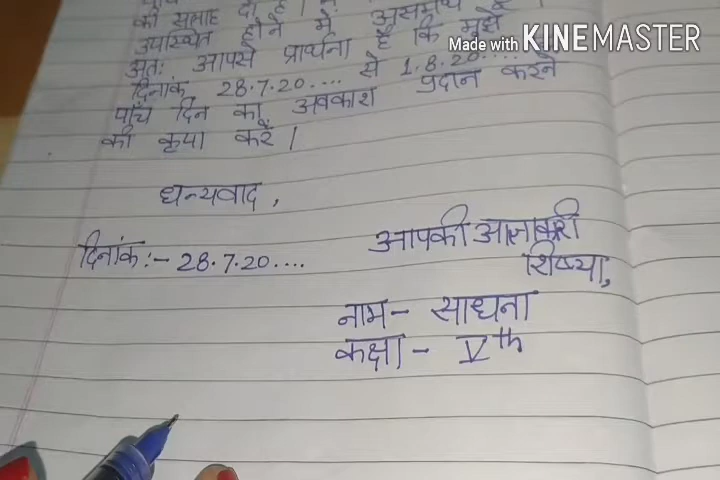 की सलाह दी है।
उपस्थित होने में असमर्थ
अतः आपसे प्रार्थना है कि मुझे
दिनांक 28.7.20.... से 1.8.20....
पाँच दिन का अवकाश प्रदान करने
की कृपा करें।
धन्यवाद,
दिनांक:- 28.7.20....
आपकी आज्ञाकारी
शिष्या,
नाम- साधना
कक्षा - Vth
Made with KINEMASTER